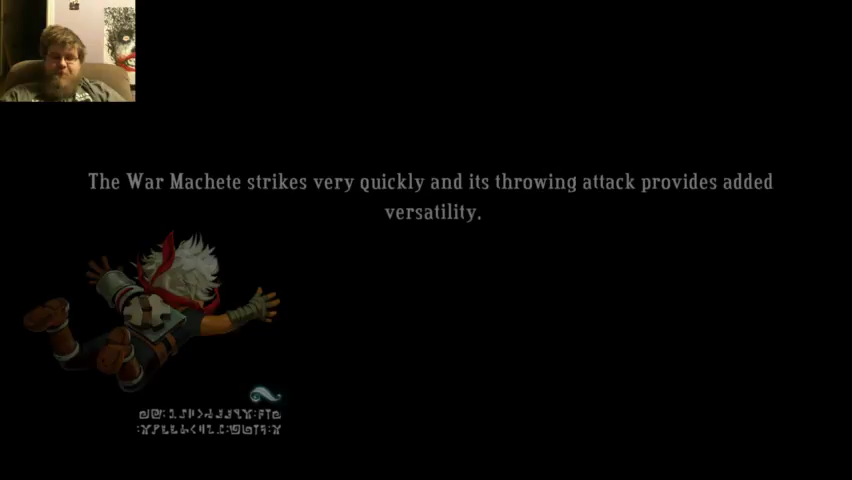 The War Machete strikes very quickly and its throwing attack provides added
versatility.